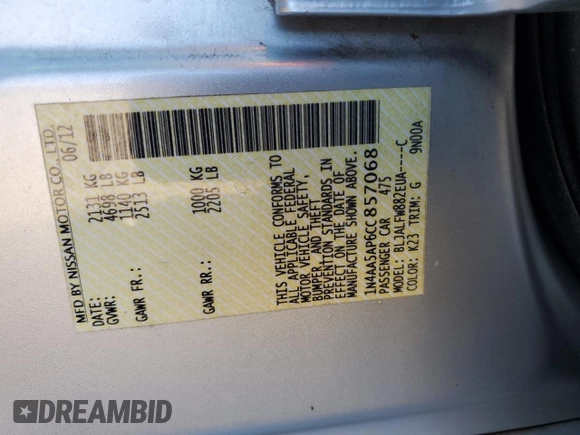 MFD BY NISSAN MOTOR CO., LTD.
DATE: 06/12
GVWR: 2131 KG
4698 LB
GAWR FR.: 1140 KG
2513 LB
GAWR RR.: 1000 KG
2205 LB
THIS VEHICLE CONFORMS TO
ALL APPLICABLE FEDERAL
MOTOR VEHICLE SAFETY,
BUMPER, AND THEFT
PREVENTION STANDARDS IN
EFFECT ON THE DATE OF
MANUFACTURE SHOWN ABOVE.
1N4AA5AP6CC857068
PASSENGER CAR 475
MODEL: BLJALFWB82EUA----C
COLOR: K23 TRIM: G 9N00A
DREAMBID